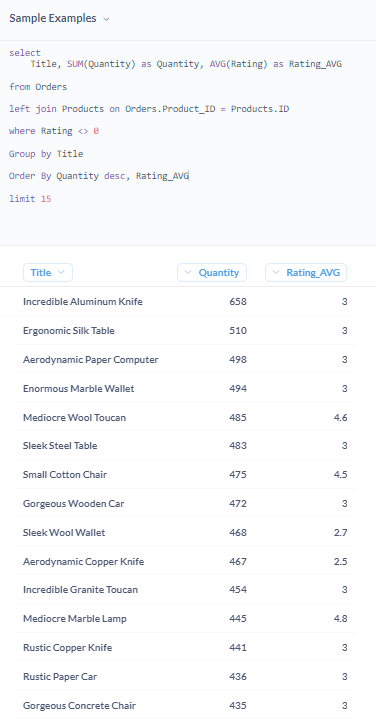 Sample Examples
select
Title, SUM(Quantity) as Quantity, AVG(Rating) as Rating_AVG
from Orders
left join Products on Orders.Product_ID = Products.ID
where Rating <> 0
Group by Title
Order By Quantity desc, Rating_AVG
limit 15
Title Quantity Rating_AVG
Incredible Aluminum Knife 658 3
Ergonomic Silk Table 510 3
Aerodynamic Paper Computer 498 3
Enormous Marble Wallet 494 3
Mediocre Wool Toucan 485 4.6
Sleek Steel Table 483 3
Small Cotton Chair 475 4.5
Gorgeous Wooden Car 472 3
Sleek Wool Wallet 468 2.7
Aerodynamic Copper Knife 467 2.5
Incredible Granite Toucan 454 3
Mediocre Marble Lamp 445 4.8
Rustic Copper Knife 441 3
Rustic Paper Car 436 3
Gorgeous Concrete Chair 435 3